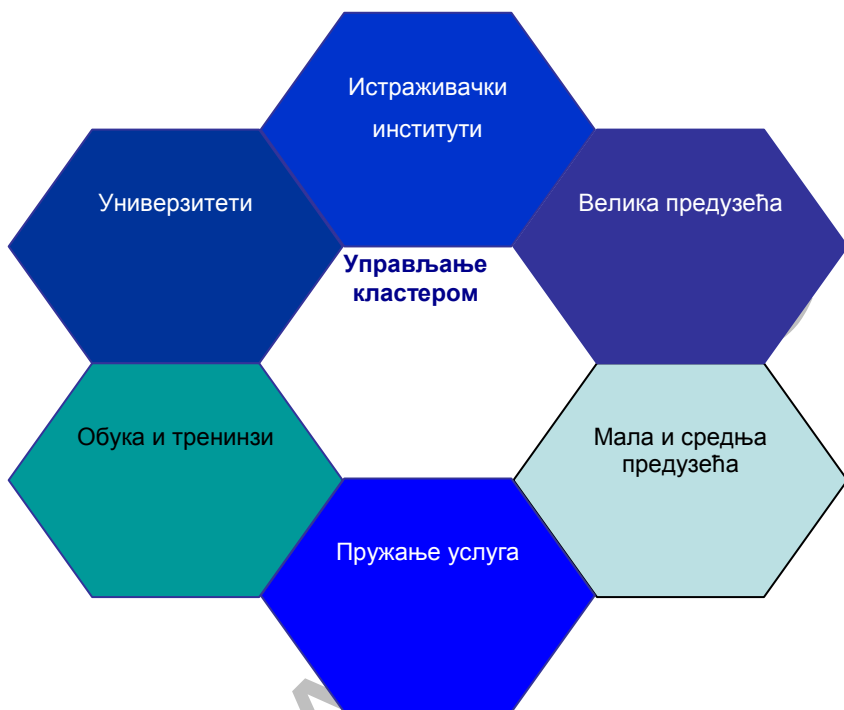 Истраживачки
институти
Универзитети
Велика предузећа
Управљање
кластером
Обука и тренинзи
Мала и средња
предузећа
Пружање услуга